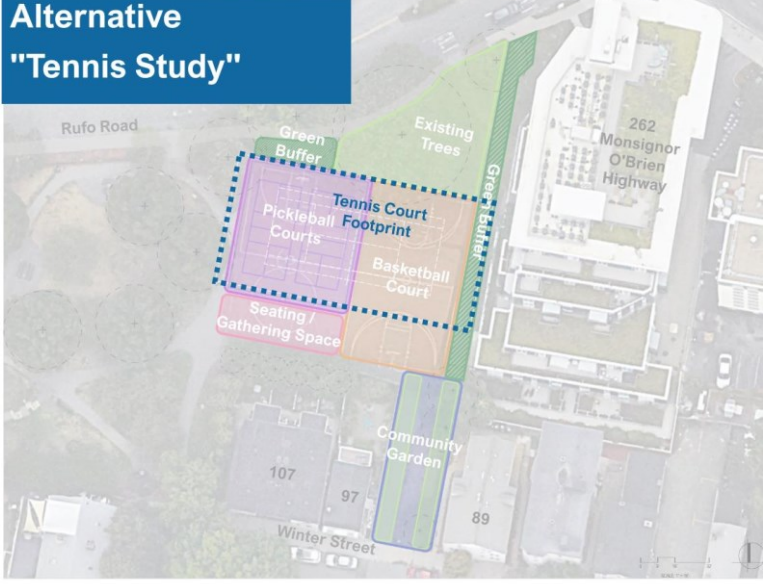 Alternative
"Tennis Study"
Rufo Road
Green
Buffer
Existing
Trees
262
Monsignor
O'Brien
Highway
Green Buffer
Tennis Court
Footprint
Pickleball
Courts
Basketball
Court
Seating /
Gathering Space
Community
Garden
107
97
89
Winter Street